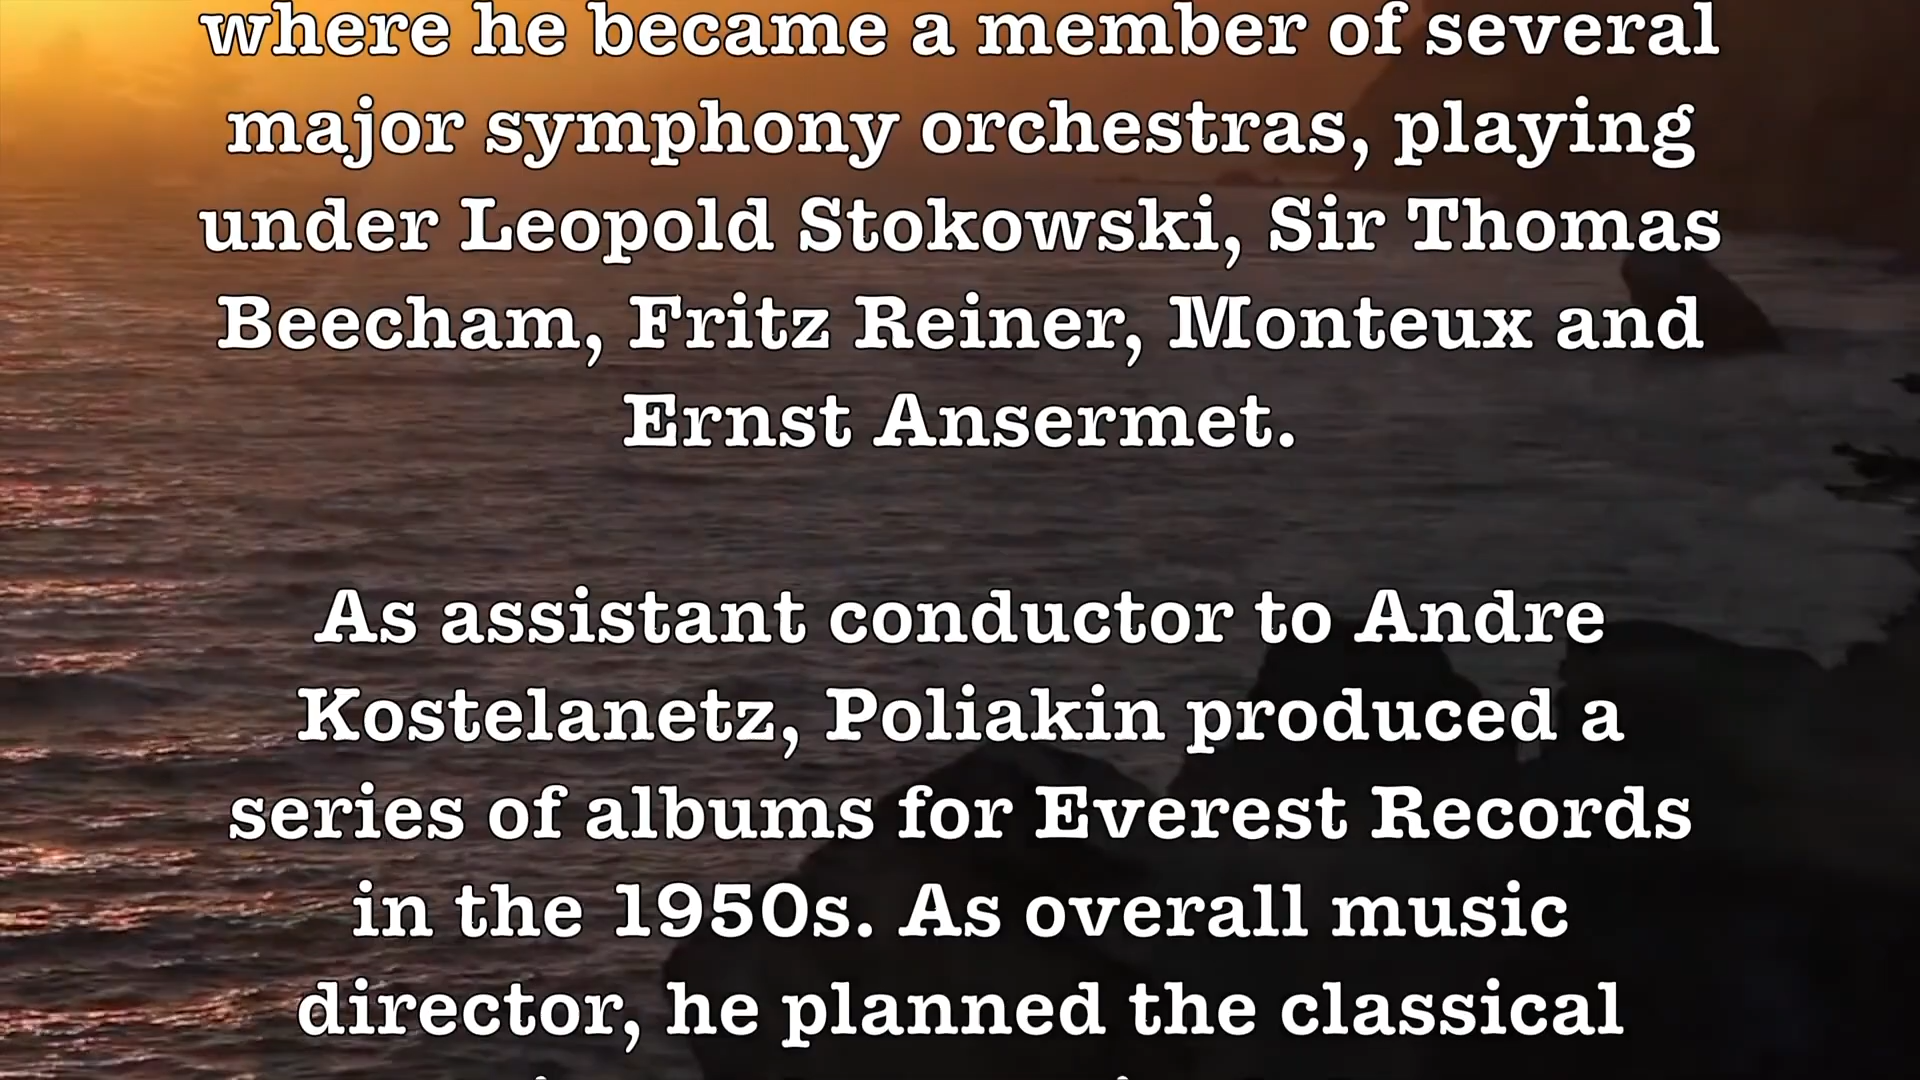 where he became a member of several
major symphony orchestras, playing
under Leopold Stokowski, Sir Thomas
Beecham, Fritz Reiner, Monteux and
Ernst Ansermet.
As assistant conductor to Andre
Kostelanetz, Poliakin produced a
series of albums for Everest Records
in the 1950s. As overall music
director, he planned the classical